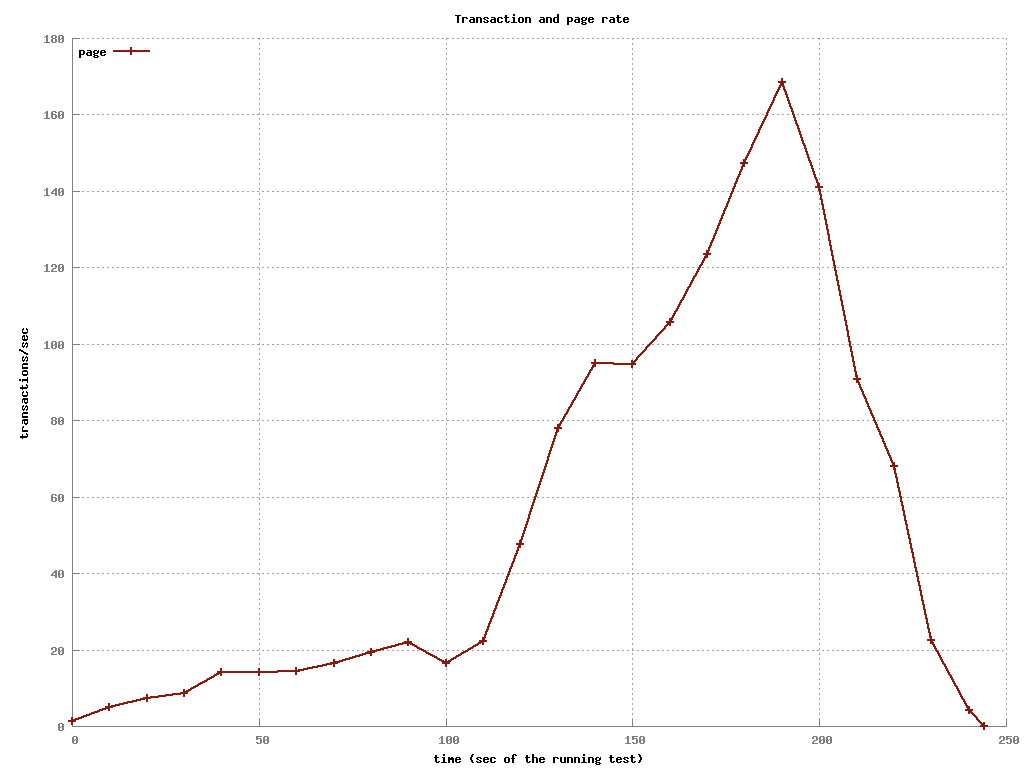 Transaction and page rate
page
180
160
140
120
100
80
60
40
20
0
transactions/sec
0 50 100 150 200 250
time (sec of the running test)